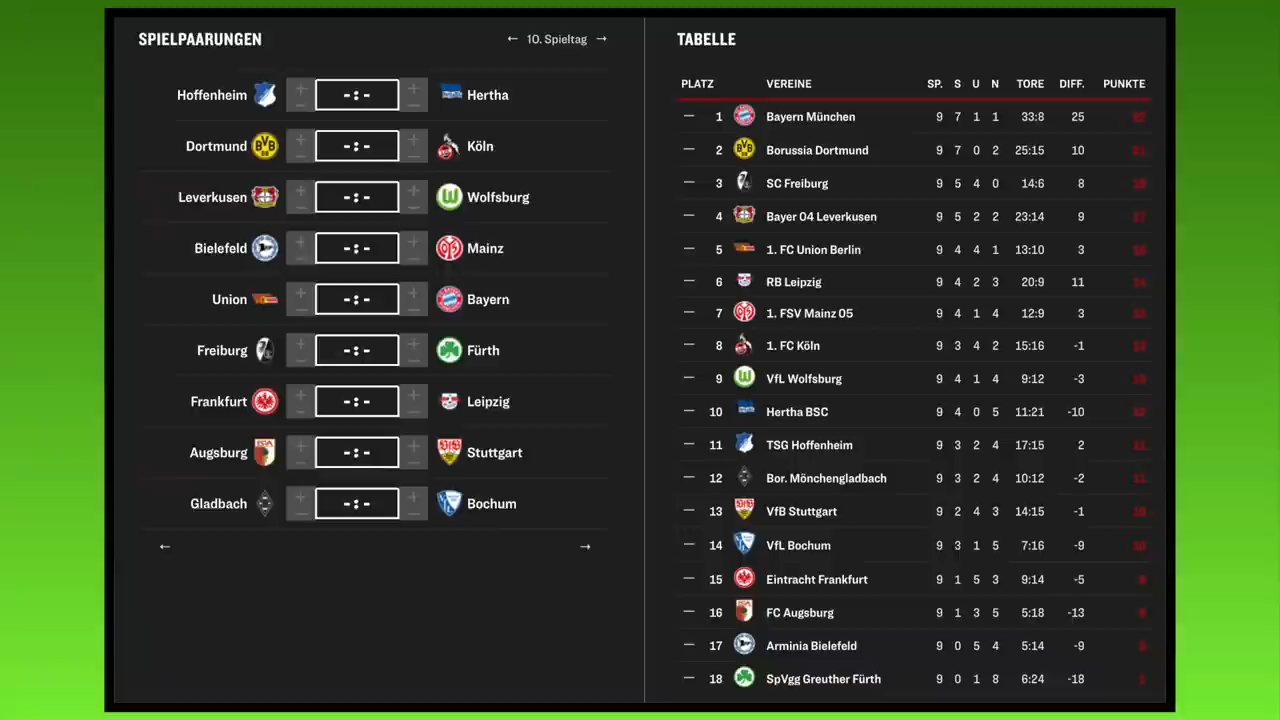 SPIELPAARUNGEN
← 10. Spieltag →
Hoffenheim + - -:- + - Hertha
Dortmund + - -:- + - Köln
Leverkusen + - -:- + - Wolfsburg
Bielefeld + - -:- + - Mainz
Union + - -:- + - Bayern
Freiburg + - -:- + - Fürth
Frankfurt + - -:- + - Leipzig
Augsburg + - -:- + - Stuttgart
Gladbach + - -:- + - Bochum
← →
TABELLE
PLATZ VEREINE SP. S U N TORE DIFF. PUNKTE
— 1 Bayern München 9 7 1 1 33:8 25
— 2 Borussia Dortmund 9 7 0 2 25:15 10
— 3 SC Freiburg 9 5 4 0 14:6 8
— 4 Bayer 04 Leverkusen 9 5 2 2 23:14 9
— 5 1. FC Union Berlin 9 4 4 1 13:10 3
— 6 RB Leipzig 9 4 2 3 20:9 11
— 7 1. FSV Mainz 05 9 4 1 4 12:9 3
— 8 1. FC Köln 9 3 4 2 15:16 -1
— 9 VfL Wolfsburg 9 4 1 4 9:12 -3
— 10 Hertha BSC 9 4 0 5 11:21 -10
— 11 TSG Hoffenheim 9 3 2 4 17:15 2
— 12 Bor. Mönchengladbach 9 3 2 4 10:12 -2
— 13 VfB Stuttgart 9 2 4 3 14:15 -1
— 14 VfL Bochum 9 3 1 5 7:16 -9
— 15 Eintracht Frankfurt 9 1 5 3 9:14 -5
— 16 FC Augsburg 9 1 3 5 5:18 -13
— 17 Arminia Bielefeld 9 0 5 4 5:14 -9
— 18 SpVgg Greuther Fürth 9 0 1 8 6:24 -18